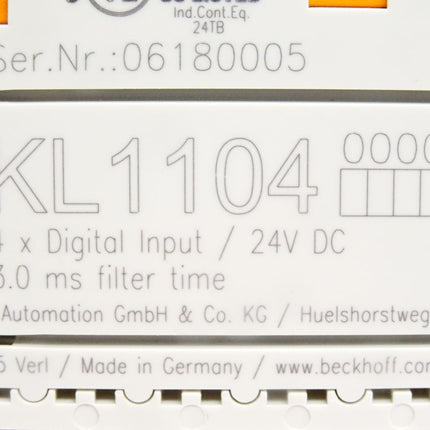 Ind.Cont.Eq.
24TB
Ser.Nr.:06180005
KL1104 0000
4 x Digital Input / 24V DC
3.0 ms filter time
Automation GmbH & Co. KG / Huelshorstweg
5 Verl / Made in Germany / www.beckhoff.com